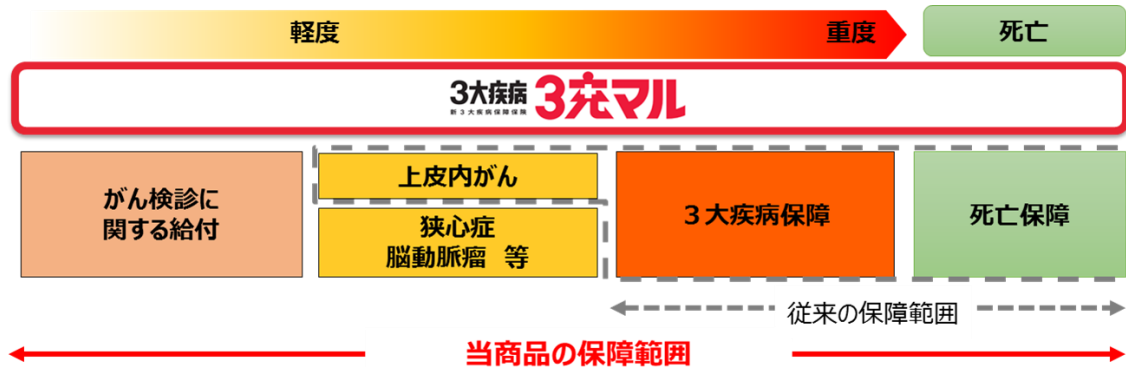 軽度
重度
死亡
3大疾病
新3大疾病保障保険
3充マル
がん検診に
関する給付
上皮内がん
狭心症
脳動脈瘤 等
3大疾病保障
死亡保障
従来の保障範囲
当商品の保障範囲